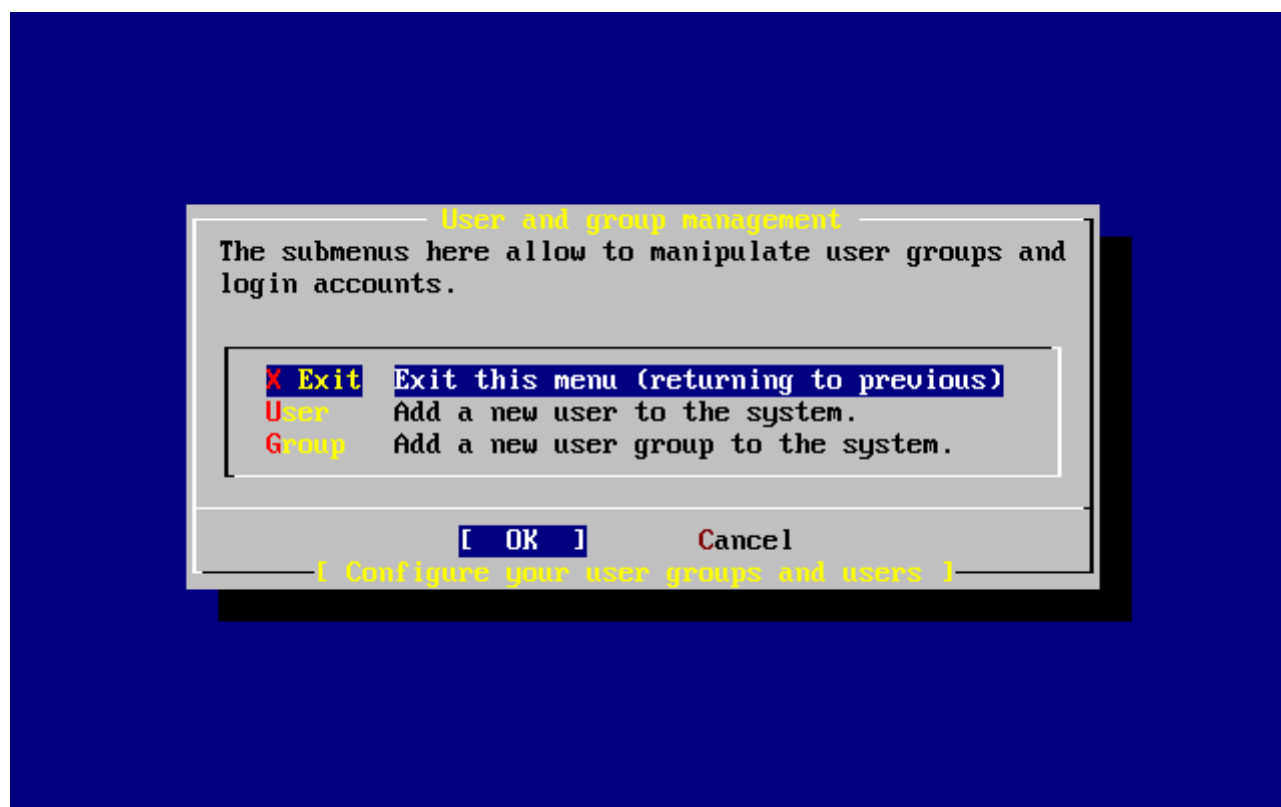 User and group management
The submenus here allow to manipulate user groups and
login accounts.
X Exit Exit this menu (returning to previous)
User Add a new user to the system.
Group Add a new user group to the system.
[ OK ] Cancel
[ Configure your user groups and users ]